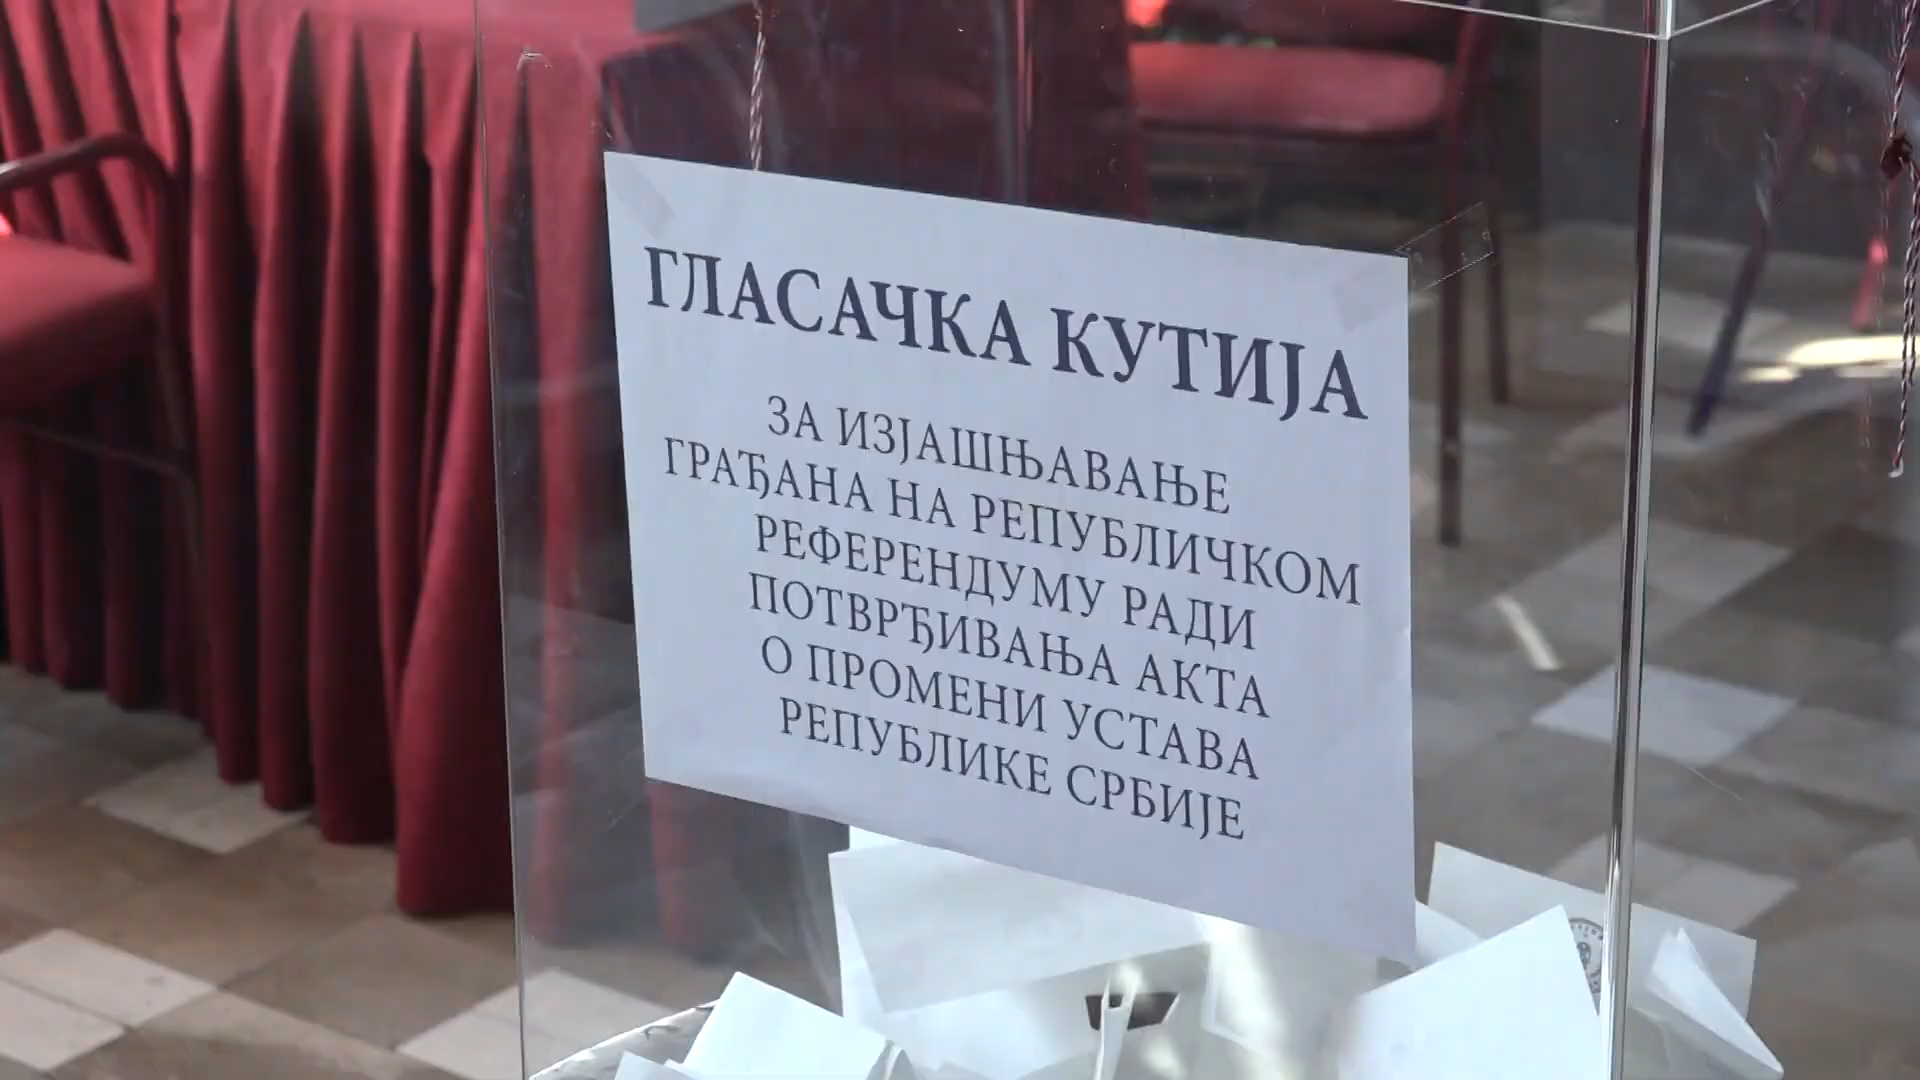 ГЛАСАЧКА КУТИЈА
ЗА ИЗЈАШЊАВАЊЕ
ГРАЂАНА НА РЕПУБЛИЧКОМ
РЕФЕРЕНДУМУ РАДИ
ПОТВРЂИВАЊА АКТА
О ПРОМЕНИ УСТАВА
РЕПУБЛИКЕ СРБИЈЕ